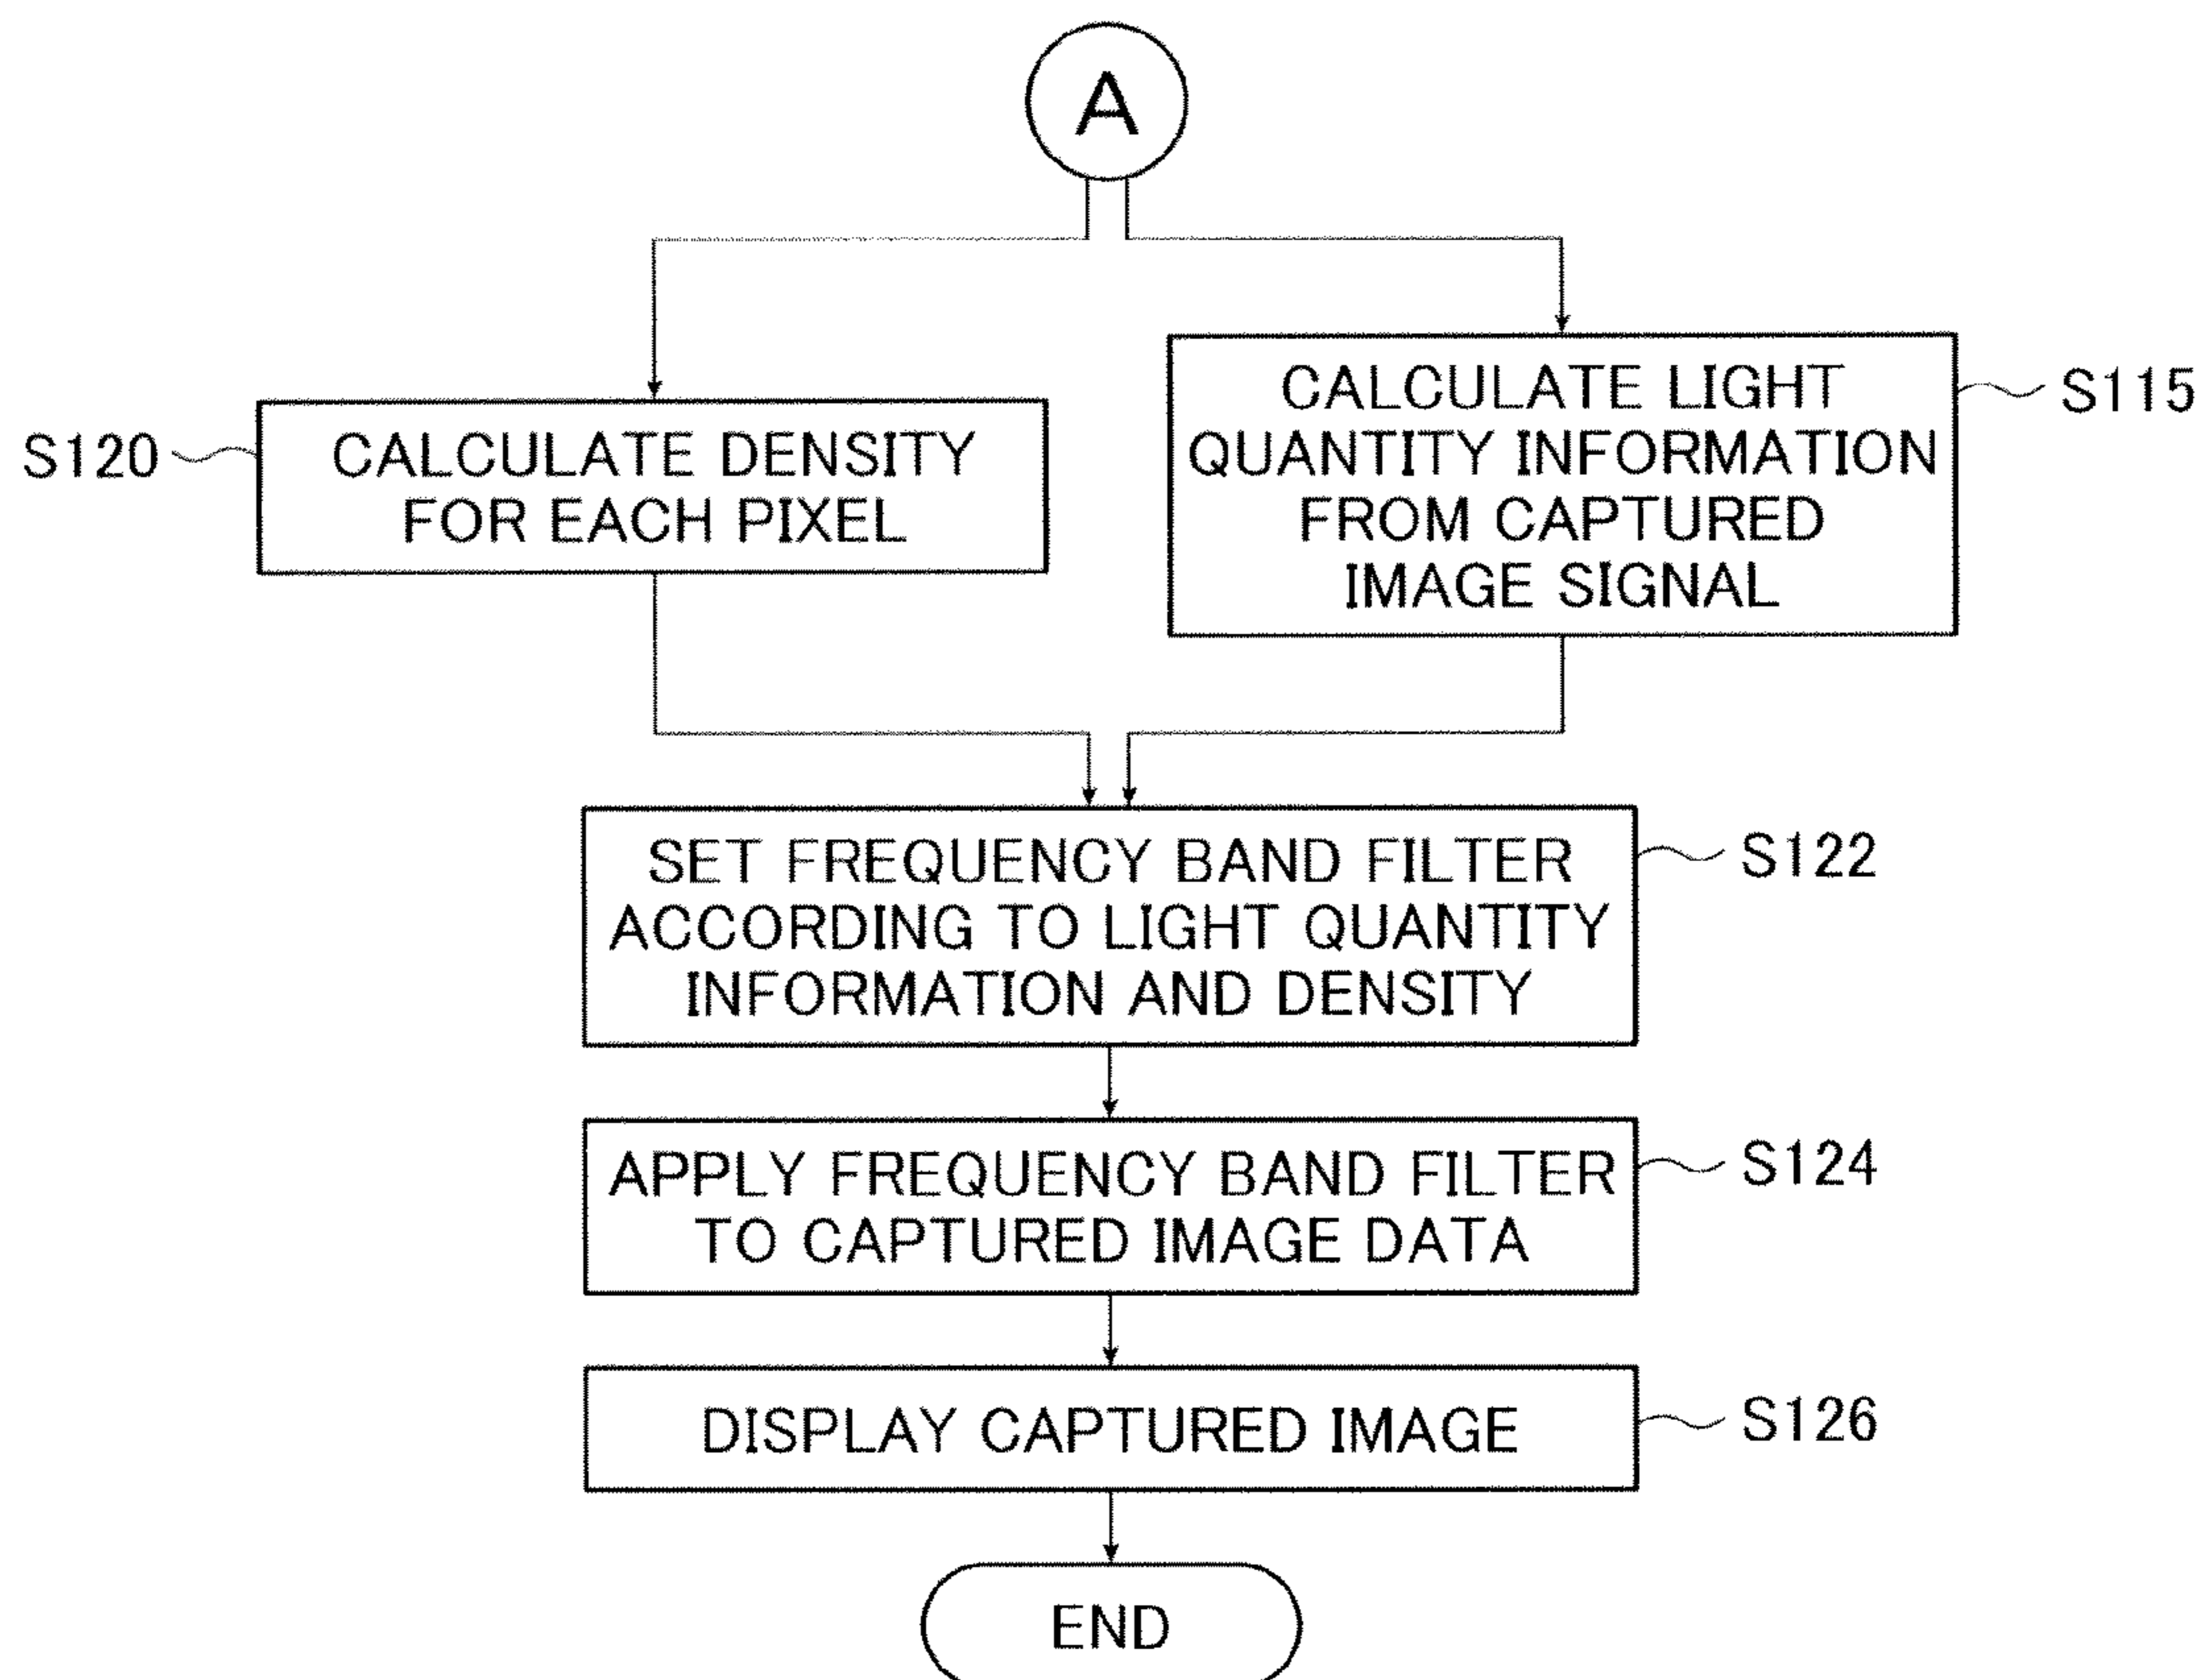 A
S120
CALCULATE DENSITY
FOR EACH PIXEL
CALCULATE LIGHT
QUANTITY INFORMATION
FROM CAPTURED
IMAGE SIGNAL
S115
SET FREQUENCY BAND FILTER
ACCORDING TO LIGHT QUANTITY
INFORMATION AND DENSITY
S122
APPLY FREQUENCY BAND FILTER
TO CAPTURED IMAGE DATA
S124
DISPLAY CAPTURED IMAGE
S126
END